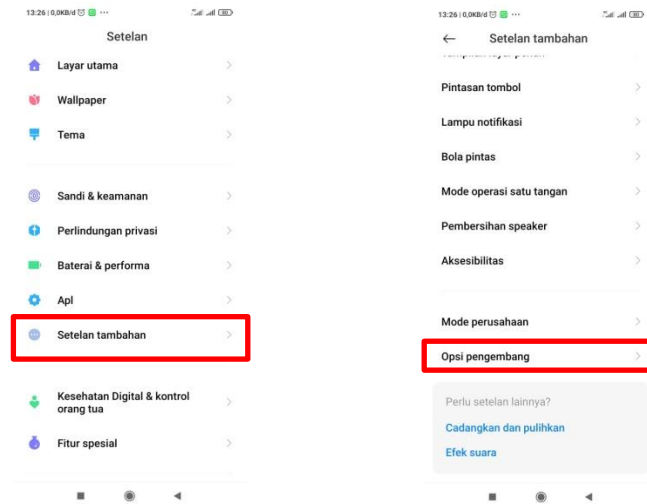 13:26 | 0,0KB/d
Setelan
Layar utama
Wallpaper
Tema
Sandi & keamanan
Perlindungan privasi
Baterai & performa
Apl
Setelan tambahan
Kesehatan Digital & kontrol
orang tua
Fitur spesial
13:26 | 0,0KB/d
Setelan tambahan
Pintasan tombol
Lampu notifikasi
Bola pintas
Mode operasi satu tangan
Pembersihan speaker
Aksesibilitas
Mode perusahaan
Opsi pengembang
Perlu setelan lainnya?
Cadangkan dan pulihkan
Efek suara